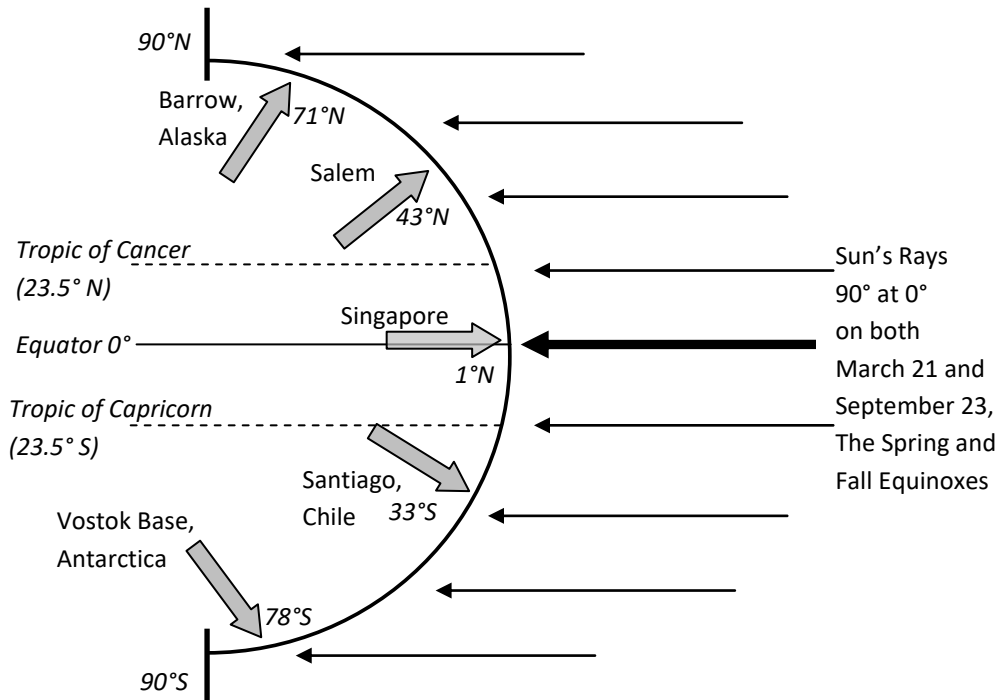 90°N
Barrow,
Alaska
71°N
Salem
43°N
Tropic of Cancer
(23.5° N)
Singapore
Equator 0°
1°N
Tropic of Capricorn
(23.5° S)
Santiago,
Chile
33°S
Vostok Base,
Antarctica
78°S
90°S
Sun’s Rays
90° at 0°
on both
March 21 and
September 23,
The Spring and
Fall Equinoxes